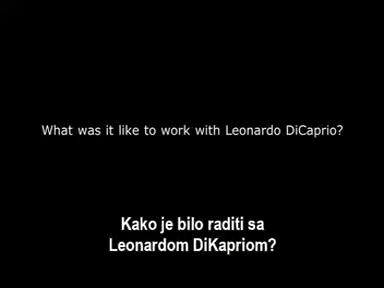 What was it like to work with Leonardo DiCaprio?
Kako je bilo raditi sa
Leonardom DiKapriom?